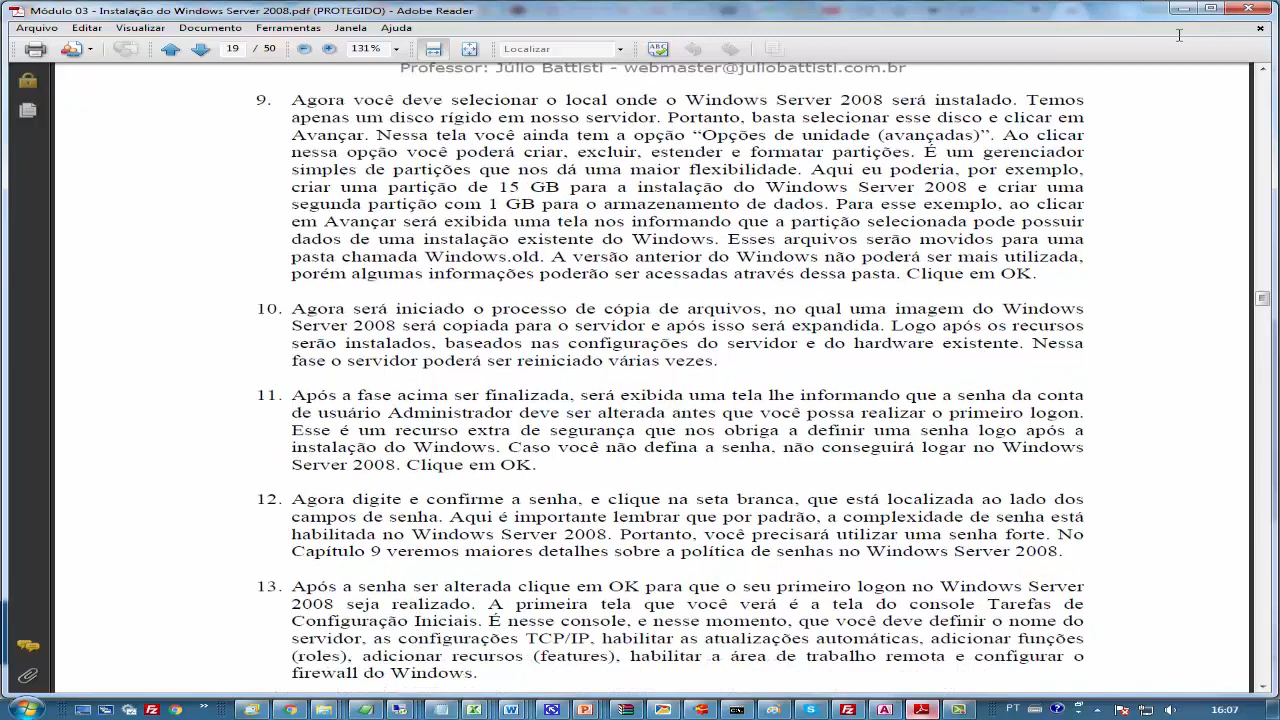 Módulo 03 - Instalação do Windows Server 2008.pdf (PROTEGIDO) - Adobe Reader
Arquivo Editar Visualizar Documento Ferramentas Janela Ajuda
19 / 50 131% Localizar
Professor: Júlio Battisti - webmaster@juliobattisti.com.br
9. Agora você deve selecionar o local onde o Windows Server 2008 será instalado. Temos
apenas um disco rígido em nosso servidor. Portanto, basta selecionar esse disco e clicar em
Avançar. Nessa tela você ainda tem a opção “Opções de unidade (avançadas)”. Ao clicar
nessa opção você poderá criar, excluir, estender e formatar partições. É um gerenciador
simples de partições que nos dá uma maior flexibilidade. Aqui eu poderia, por exemplo,
criar uma partição de 15 GB para a instalação do Windows Server 2008 e criar uma
segunda partição com 1 GB para o armazenamento de dados. Para esse exemplo, ao clicar
em Avançar será exibida uma tela nos informando que a partição selecionada pode possuir
dados de uma instalação existente do Windows. Esses arquivos serão movidos para uma
pasta chamada Windows.old. A versão anterior do Windows não poderá ser mais utilizada,
porém algumas informações poderão ser acessadas através dessa pasta. Clique em OK.
10. Agora será iniciado o processo de cópia de arquivos, no qual uma imagem do Windows
Server 2008 será copiada para o servidor e após isso será expandida. Logo após os recursos
serão instalados, baseados nas configurações do servidor e do hardware existente. Nessa
fase o servidor poderá ser reiniciado várias vezes.
11. Após a fase acima ser finalizada, será exibida uma tela lhe informando que a senha da conta
de usuário Administrador deve ser alterada antes que você possa realizar o primeiro logon.
Esse é um recurso extra de segurança que nos obriga a definir uma senha logo após a
instalação do Windows. Caso você não defina a senha, não conseguirá logar no Windows
Server 2008. Clique em OK.
12. Agora digite e confirme a senha, e clique na seta branca, que está localizada ao lado dos
campos de senha. Aqui é importante lembrar que por padrão, a complexidade de senha está
habilitada no Windows Server 2008. Portanto, você precisará utilizar uma senha forte. No
Capítulo 9 veremos maiores detalhes sobre a política de senhas no Windows Server 2008.
13. Após a senha ser alterada clique em OK para que o seu primeiro logon no Windows Server
2008 seja realizado. A primeira tela que você verá é a tela do console Tarefas de
Configuração Iniciais. É nesse console, e nesse momento, que você deve definir o nome do
servidor, as configurações TCP/IP, habilitar as atualizações automáticas, adicionar funções
(roles), adicionar recursos (features), habilitar a área de trabalho remota e configurar o
firewall do Windows.
PT 16:07